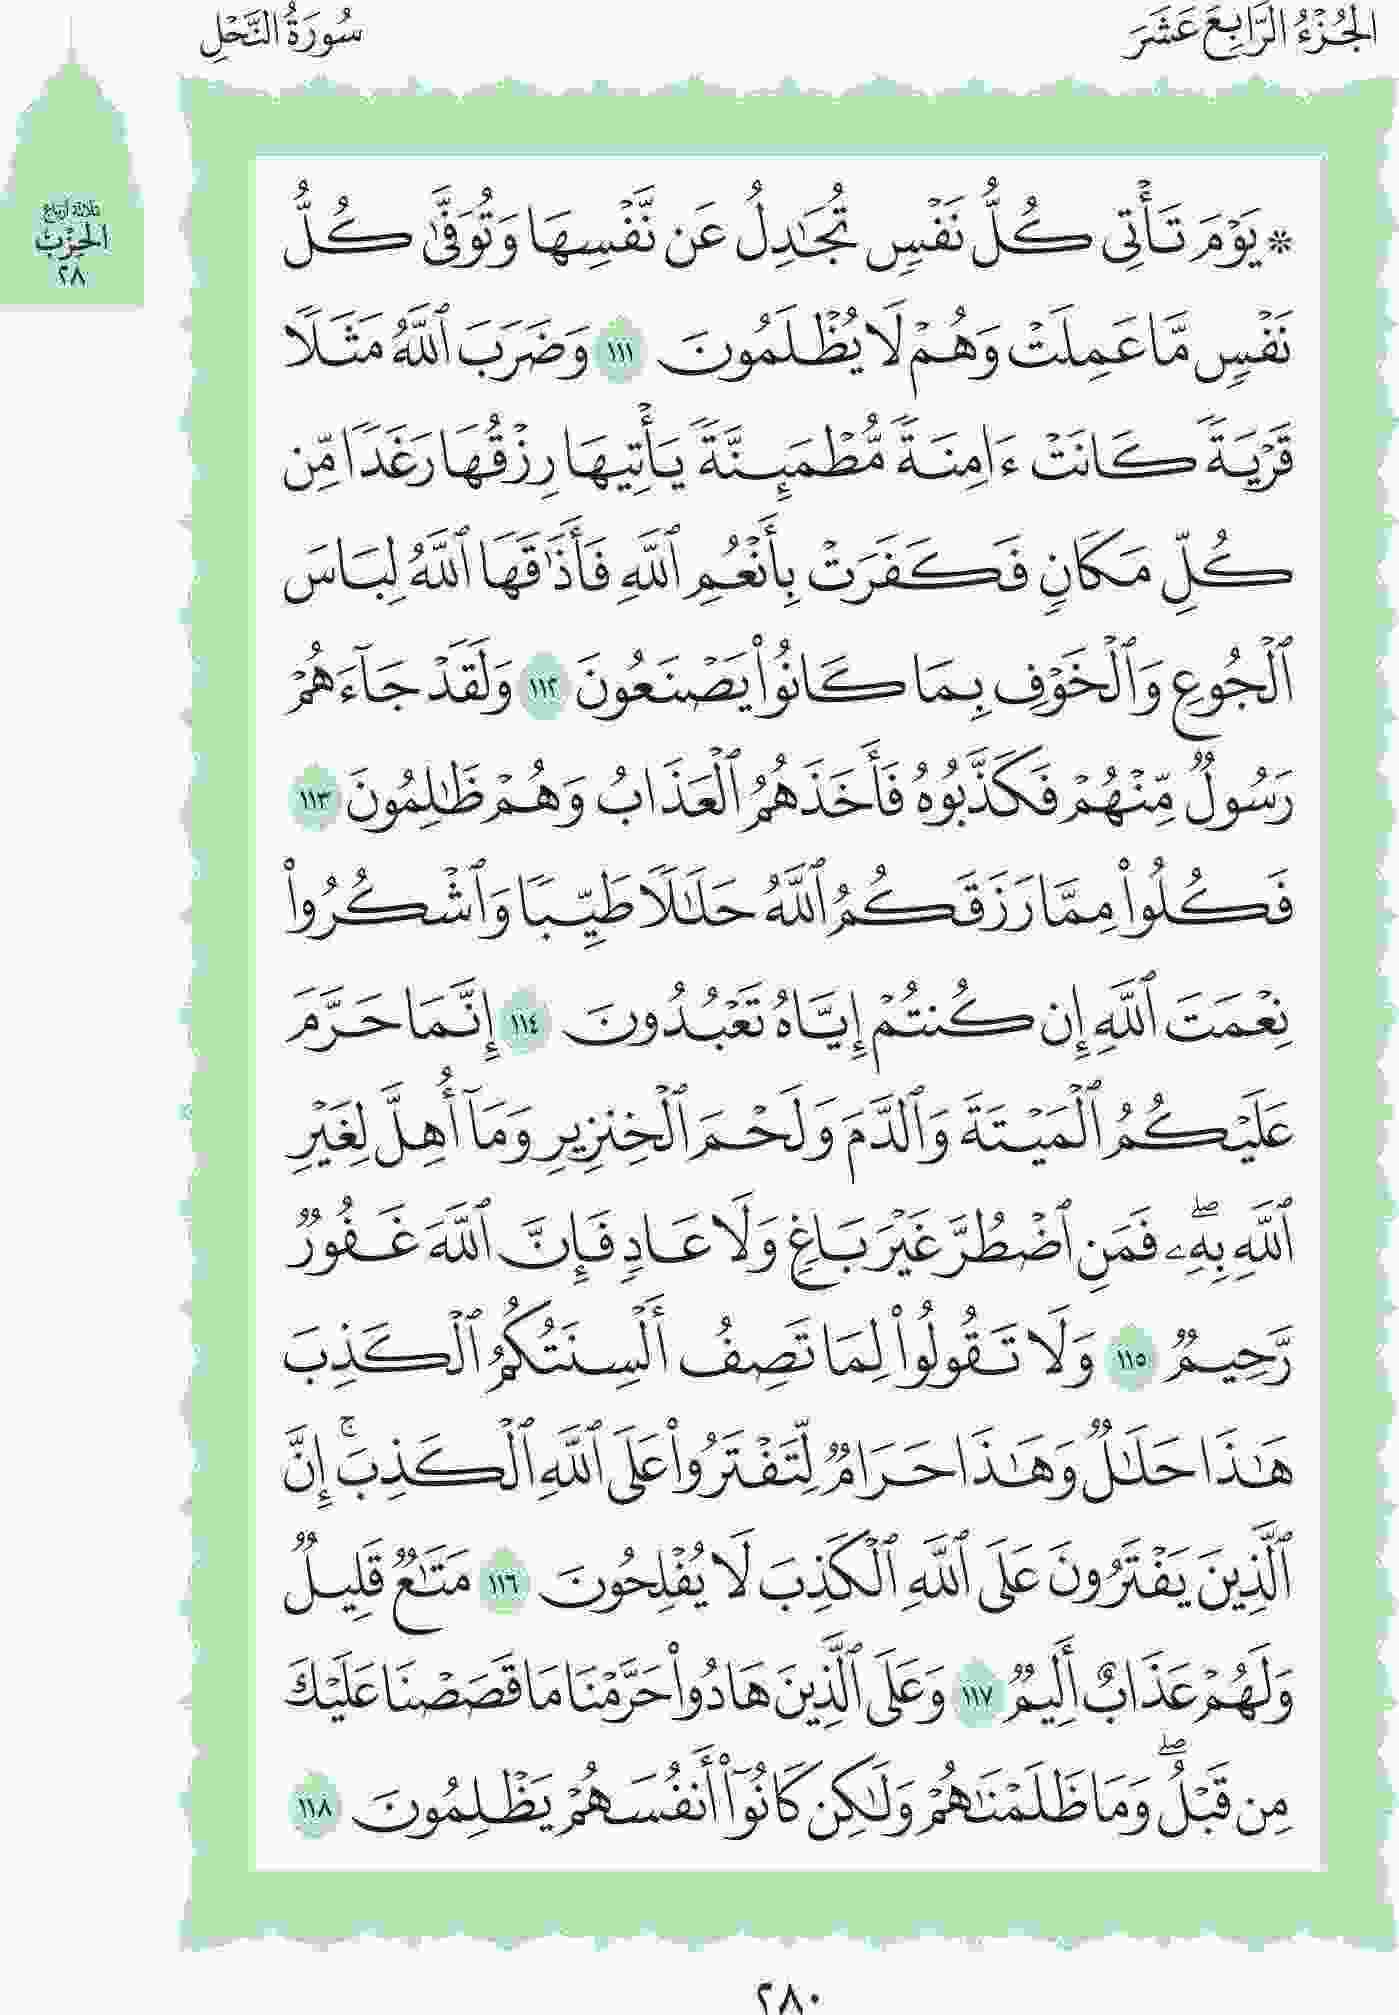 الجُزْءُ الرَّابِعَ عَشَرَ
سُورَةُ النَّحْلِ
ثلاثة أرباع
الحِزْب
٢٨
۞ يَوْمَ تَأْتِى كُلُّ نَفْسٍ تُجَٰدِلُ عَن نَّفْسِهَا وَتُوَفَّىٰ كُلُّ
نَفْسٍ مَّا عَمِلَتْ وَهُمْ لَا يُظْلَمُونَ ١١١ وَضَرَبَ ٱللَّهُ مَثَلًا
قَرْيَةً كَانَتْ ءَامِنَةً مُّطْمَئِنَّةً يَأْتِيهَا رِزْقُهَا رَغَدًا مِّن
كُلِّ مَكَانٍ فَكَفَرَتْ بِأَنْعُمِ ٱللَّهِ فَأَذَٰقَهَا ٱللَّهُ لِبَاسَ
ٱلْجُوعِ وَٱلْخَوْفِ بِمَا كَانُوا۟ يَصْنَعُونَ ١١٢ وَلَقَدْ جَآءَهُمْ
رَسُولٌ مِّنْهُمْ فَكَذَّبُوهُ فَأَخَذَهُمُ ٱلْعَذَابُ وَهُمْ ظَٰلِمُونَ ١١٣
فَكُلُوا۟ مِمَّا رَزَقَكُمُ ٱللَّهُ حَلَٰلًا طَيِّبًا وَٱشْكُرُوا۟
نِعْمَتَ ٱللَّهِ إِن كُنتُمْ إِيَّاهُ تَعْبُدُونَ ١١٤ إِنَّمَا حَرَّمَ
عَلَيْكُمُ ٱلْمَيْتَةَ وَٱلدَّمَ وَلَحْمَ ٱلْخِنزِيرِ وَمَآ أُهِلَّ لِغَيْرِ
ٱللَّهِ بِهِۦۖ فَمَنِ ٱضْطُرَّ غَيْرَ بَاغٍ وَلَا عَادٍ فَإِنَّ ٱللَّهَ غَفُورٌ
رَّحِيمٌ ١١٥ وَلَا تَقُولُوا۟ لِمَا تَصِفُ أَلْسِنَتُكُمُ ٱلْكَذِبَ
هَٰذَا حَلَٰلٌ وَهَٰذَا حَرَامٌ لِّتَفْتَرُوا۟ عَلَى ٱللَّهِ ٱلْكَذِبَۚ إِنَّ
ٱلَّذِينَ يَفْتَرُونَ عَلَى ٱللَّهِ ٱلْكَذِبَ لَا يُفْلِحُونَ ١١٦ مَتَٰعٌ قَلِيلٌ
وَلَهُمْ عَذَابٌ أَلِيمٌ ١١٧ وَعَلَى ٱلَّذِينَ هَادُوا۟ حَرَّمْنَا مَا قَصَصْنَا عَلَيْكَ
مِن قَبْلُۖ وَمَا ظَلَمْنَٰهُمْ وَلَٰكِن كَانُوٓا۟ أَنفُسَهُمْ يَظْلِمُونَ ١١٨
٢٨٠